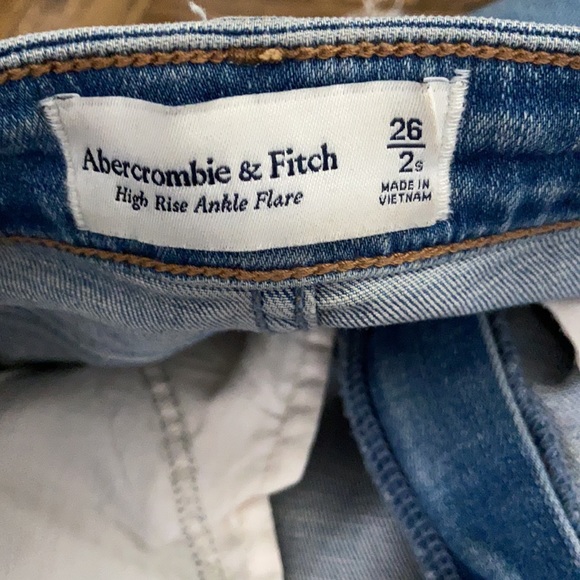 Abercrombie & Fitch
High Rise Ankle Flare
26
2s
MADE IN
VIETNAM